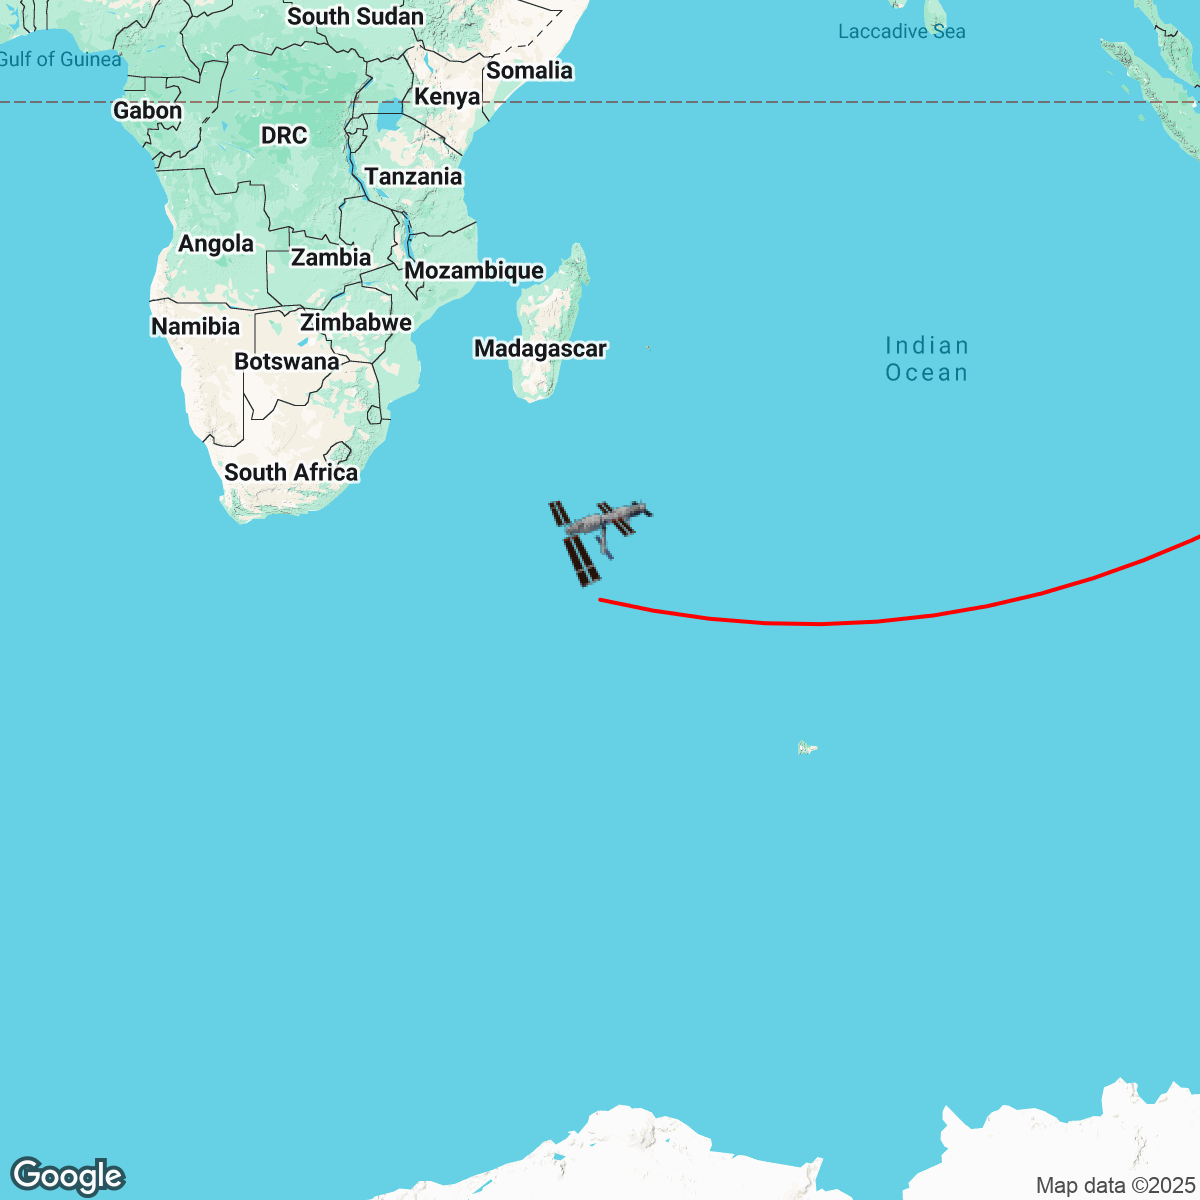 South Sudan
Laccadive Sea
Gulf of Guinea
Somalia
Kenya
Gabon
DRC
Tanzania
Angola
Zambia
Mozambique
Namibia
Zimbabwe
Madagascar
Botswana
Indian
Ocean
South Africa
Google
Map data ©2025